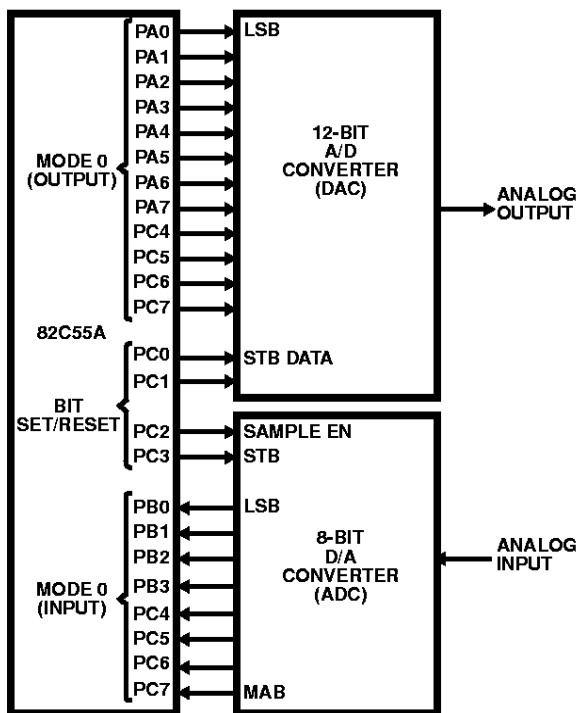 PA0
PA1
PA2
PA3
PA4
PA5
PA6
PA7
PC4
PC5
PC6
PC7
MODE 0
(OUTPUT)
82C55A
PC0
PC1
PC2
PC3
BIT
SET/RESET
PB0
PB1
PB2
PB3
PC4
PC5
PC6
PC7
MODE 0
(INPUT)
LSB
12-BIT
A/D
CONVERTER
(DAC)
STB DATA
ANALOG
OUTPUT
SAMPLE EN
STB
LSB
8-BIT
D/A
CONVERTER
(ADC)
MAB
ANALOG
INPUT